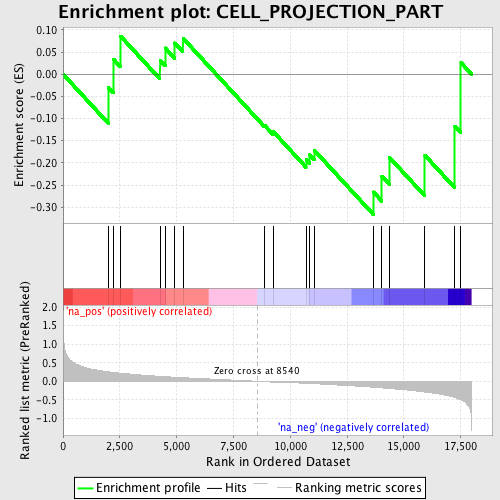 Enrichment plot: CELL_PROJECTION_PART
Enrichment score (ES)
0.10
0.05
0.00
-0.05
-0.10
-0.15
-0.20
-0.25
-0.30
'na_pos' (positively correlated)
Ranked list metric (PreRanked)
2.0
1.5
1.0
0.5
0.0
-0.5
-1.0
Zero cross at 8540
'na_neg' (negatively correlated)
0 2,500 5,000 7,500 10,000 12,500 15,000 17,500
Rank in Ordered Dataset
Enrichment profile Hits Ranking metric scores